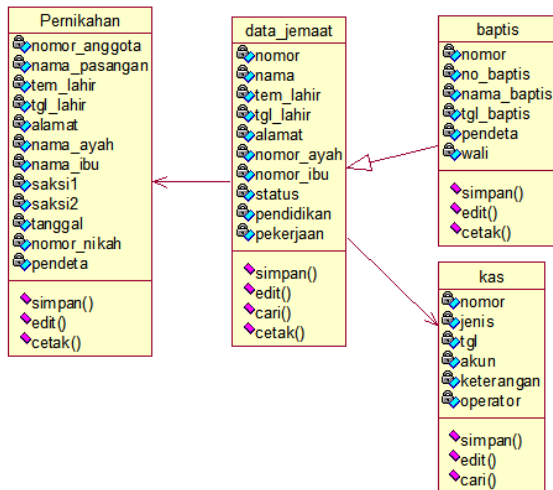 Pernikahan
nomor_anggota
nama_pasangan
tem_lahir
tgl_lahir
alamat
nama_ayah
nama_ibu
saksi1
saksi2
tanggal
nomor_nikah
pendeta
simpan()
edit()
cetak()
data_jemaat
nomor
nama
tem_lahir
tgl_lahir
alamat
nomor_ayah
nomor_ibu
status
pendidikan
pekerjaan
simpan()
edit()
cari()
cetak()
baptis
nomor
no_baptis
nama_baptis
tgl_baptis
pendeta
wali
simpan()
edit()
cetak()
kas
nomor
jenis
tgl
akun
keterangan
operator
simpan()
edit()
cari()